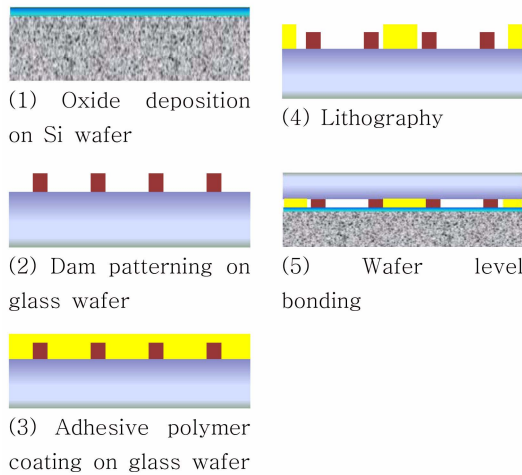 (1) Oxide deposition
on Si wafer
(2) Dam patterning on
glass wafer
(3) Adhesive polymer
coating on glass wafer
(4) Lithography
(5) Wafer level
bonding